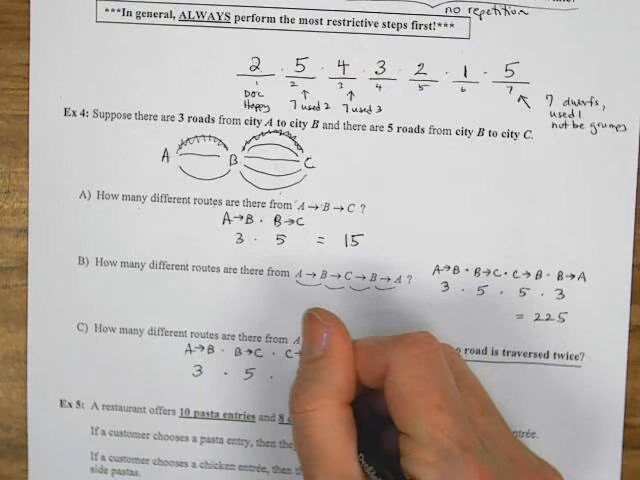 no repetition
***In general, ALWAYS perform the most restrictive steps first!***
2 · 5 · 4 · 3 · 2 · 1 · 5
1 2 3 4 5 6 7
Doc
Happy
7 used 2
7 used 3
7 dwarfs,
used 1
not be grumpy
Ex 4: Suppose there are 3 roads from city A to city B and there are 5 roads from city B to city C.
A B C
A) How many different routes are there from A → B → C ?
A→B · B→C
3 · 5 = 15
B) How many different routes are there from A → B → C → B → A ?
A→B · B→C · C→B · B→A
3 · 5 · 5 · 3
= 225
C) How many different routes are there from A
road is traversed twice?
A→B · B→C · C→
3 · 5 ·
Ex 5: A restaurant offers 10 pasta entries and 8
If a customer chooses a pasta entry, then
If a customer chooses a chicken entrée, then
side pastas.